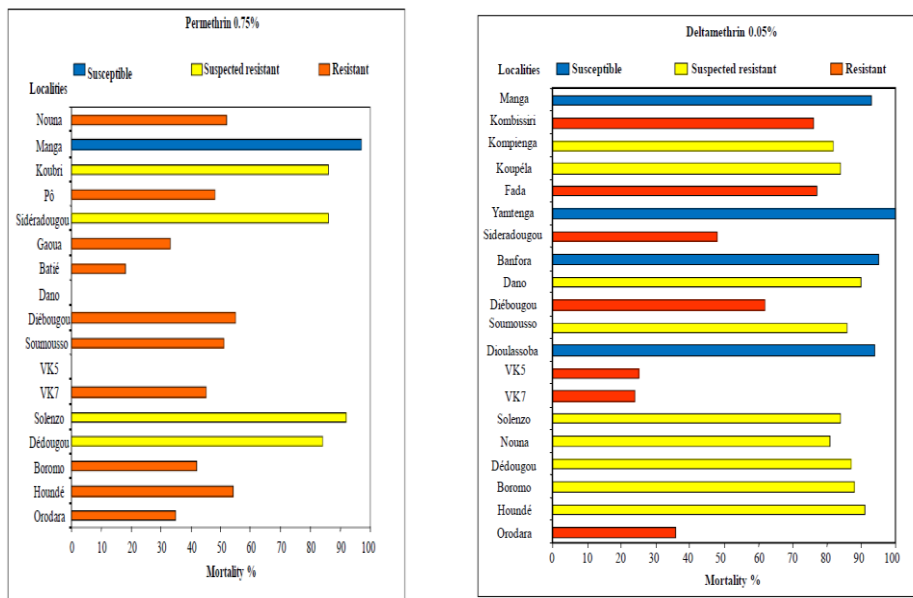 Permethrin 0.75%
Susceptible Suspected resistant Resistant
Localities
Nouna
Manga
Koubri
Pô
Sidéradougou
Gaoua
Batié
Dano
Diébougou
Soumousso
VK5
VK7
Solenzo
Dédougou
Boromo
Houndé
Orodara
0 10 20 30 40 50 60 70 80 90 100
Mortality %
Deltamethrin 0.05%
Localities Susceptible Suspected resistant Resistant
Manga
Kombissiri
Kompienga
Koupéla
Fada
Yamtenga
Sideradougou
Banfora
Dano
Diébougou
Soumousso
Dioulassoba
VK5
VK7
Solenzo
Nouna
Dédougou
Boromo
Houndé
Orodara
0 10 20 30 40 50 60 70 80 90 100
Mortality %